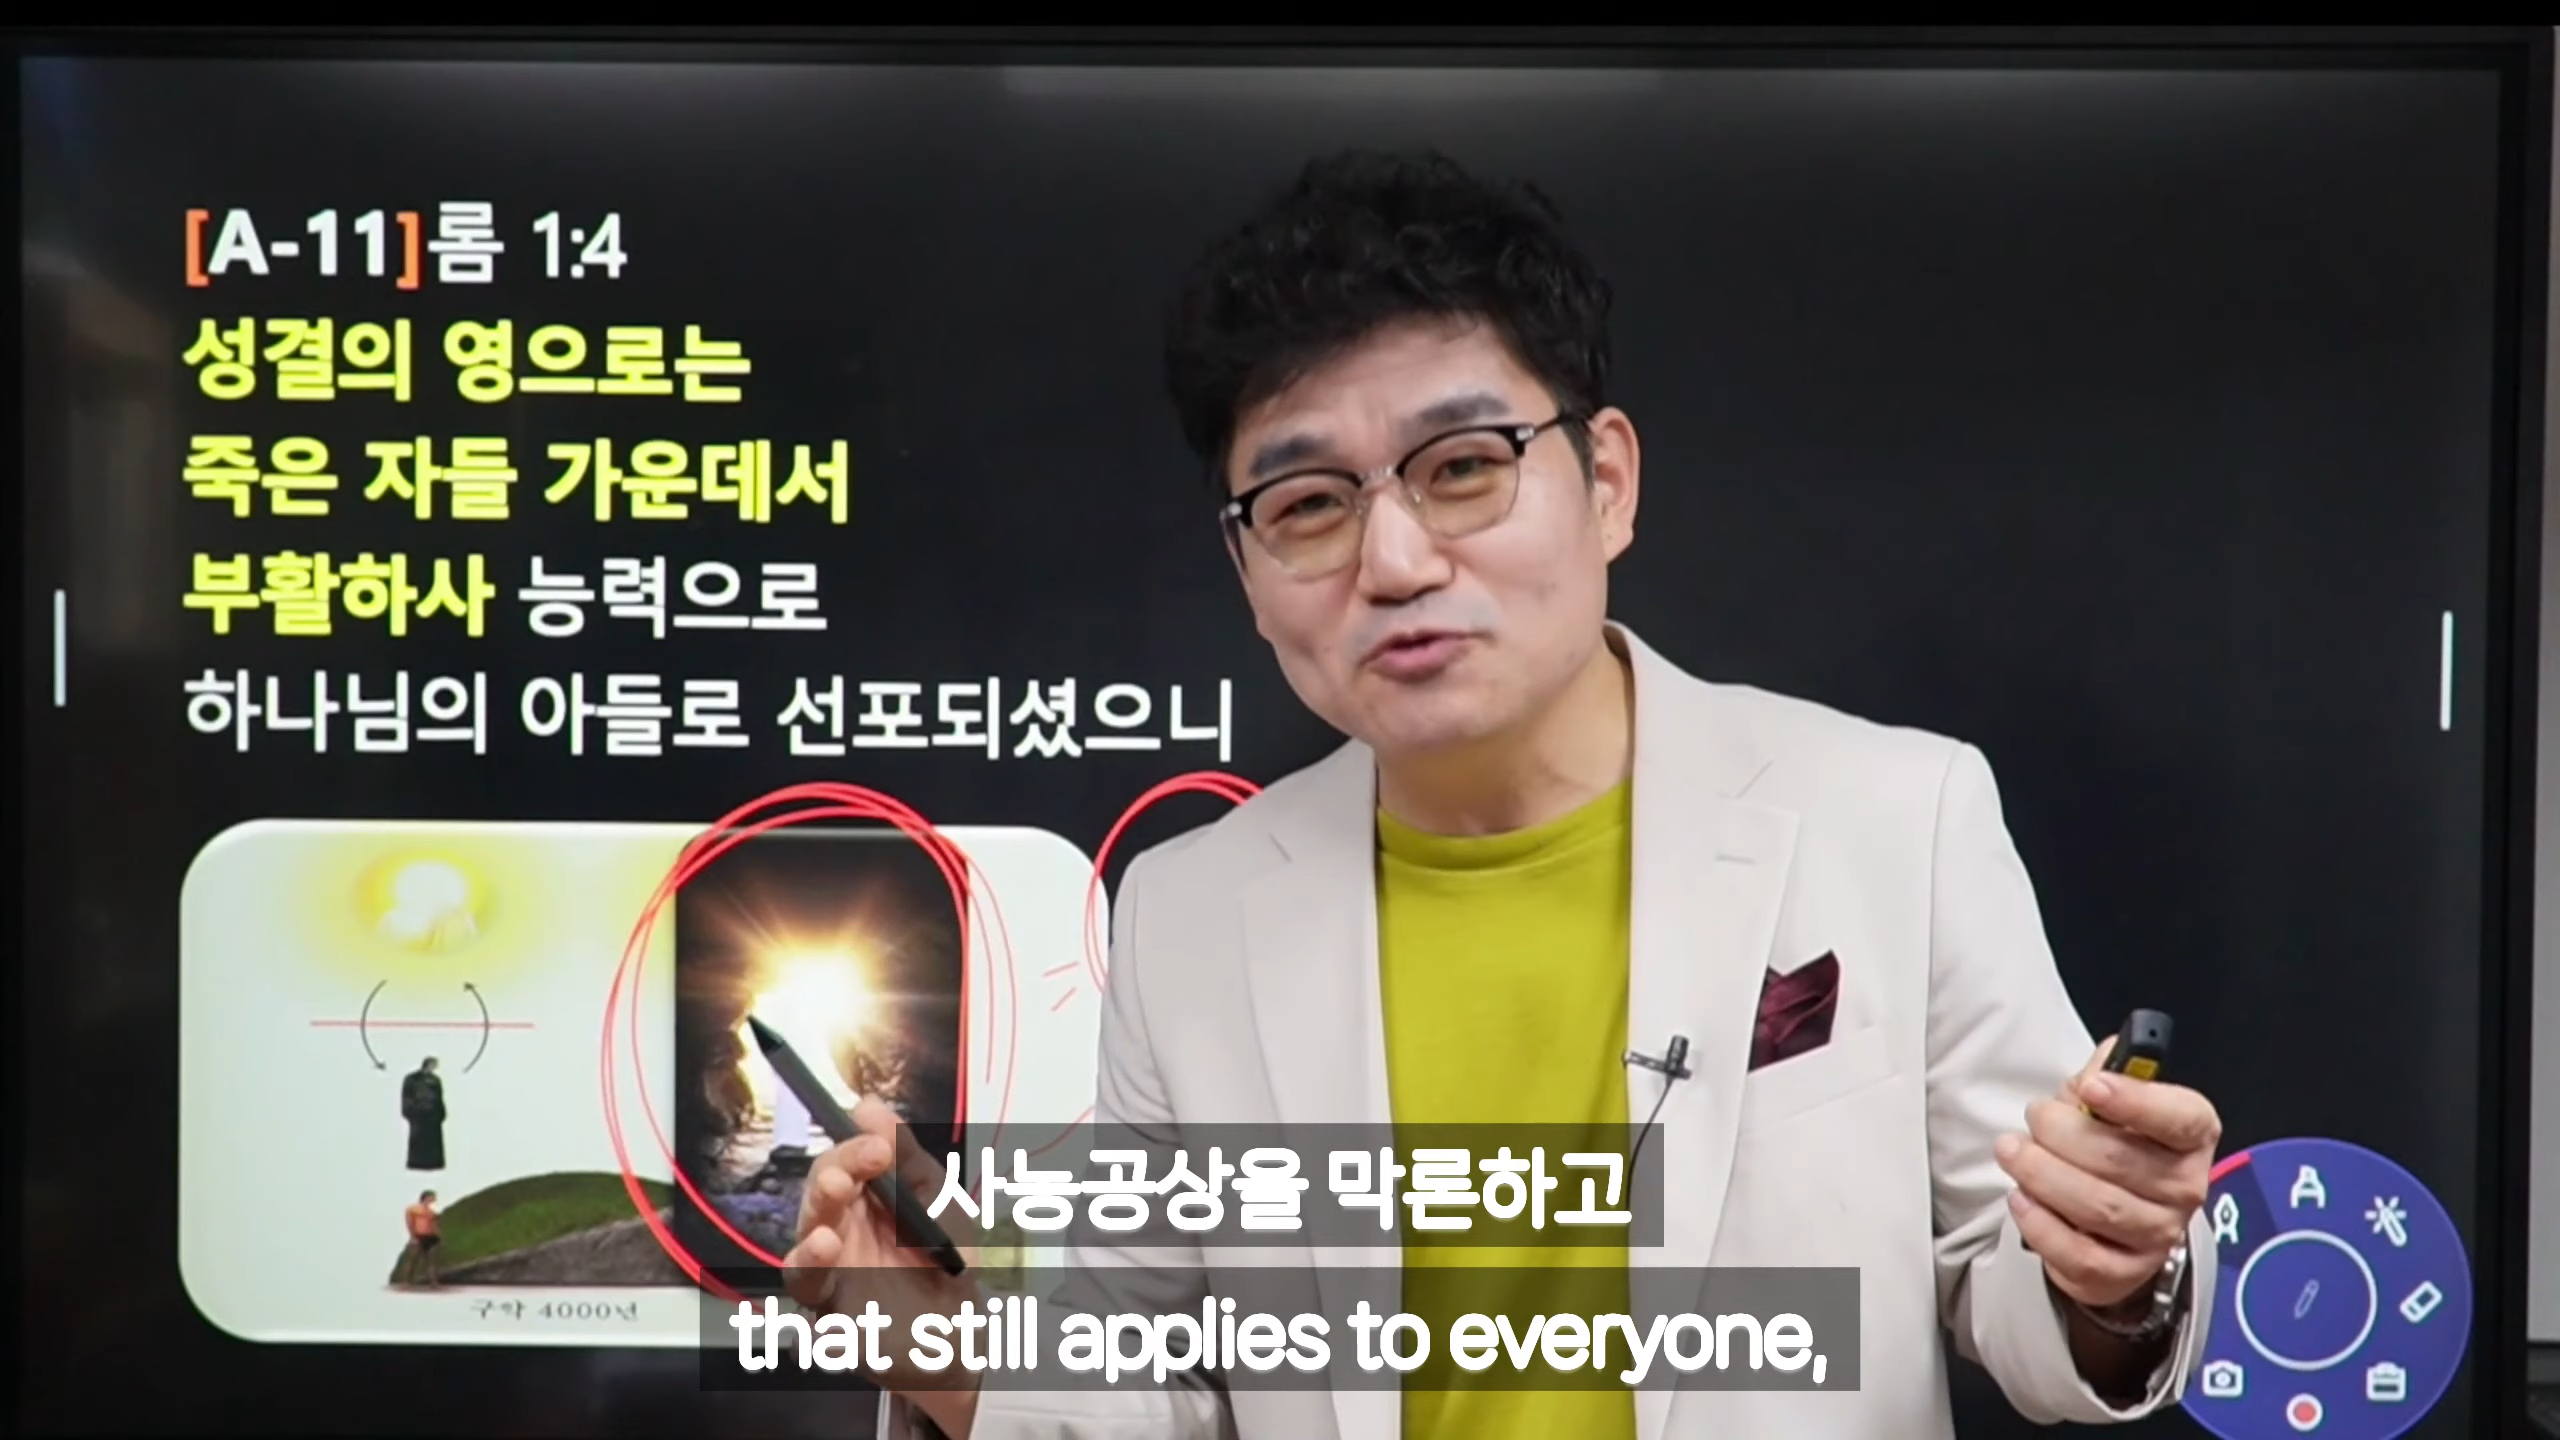 [A-11]롬 1:4
성결의 영으로는
죽은 자들 가운데서
부활하사 능력으로
하나님의 아들로 선포되셨으니
구약 4000년
사농공상을 막론하고
that still applies to everyone,